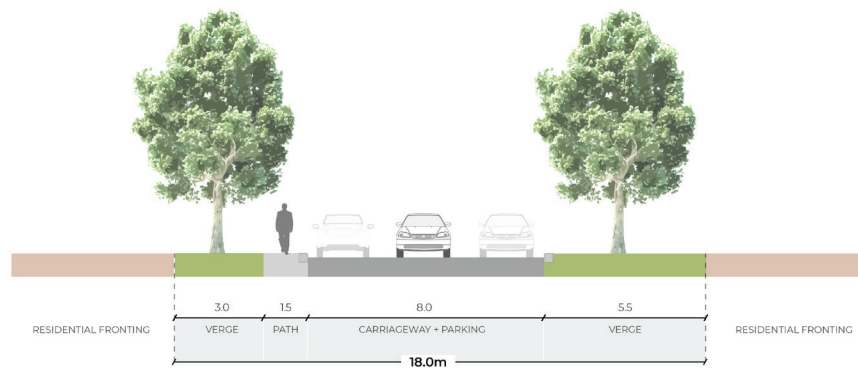 3.0 1.5 8.0 5.5
RESIDENTIAL FRONTING VERGE PATH CARRIAGEWAY + PARKING VERGE RESIDENTIAL FRONTING
18.0m